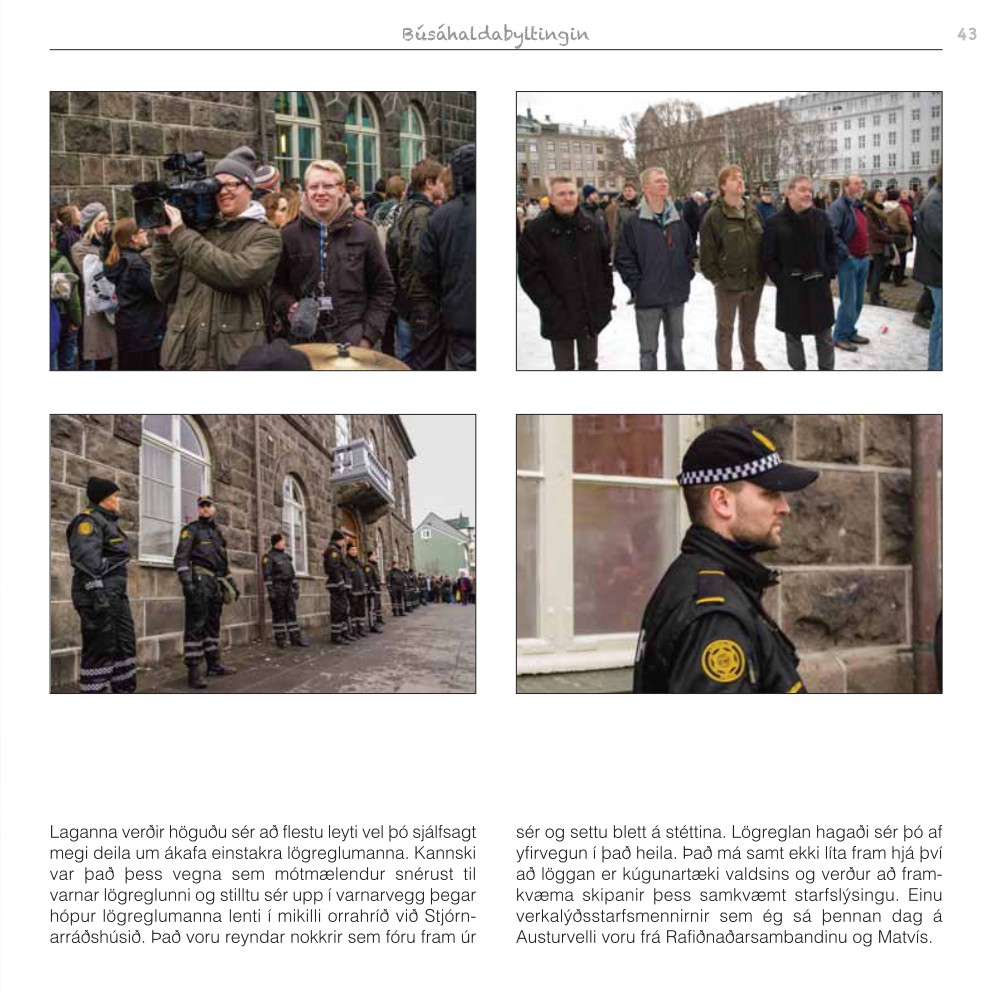 Búsáhaldabyltingin
43
Laganna verðir höguðu sér að flestu leyti vel þó sjálfsagt
megi deila um ákafa einstakra lögreglumanna. Kannski
var það þess vegna sem mótmælendur snérust til
varnar lögreglunni og stilltu sér upp í varnarvegg þegar
hópur lögreglumanna lenti í mikilli orrahríð við Stjórn-
arráðshúsið. Það voru reyndar nokkrir sem fóru fram úr
sér og settu blett á stéttina. Lögreglan hagaði sér þó af
yfirvegun í það heila. Það má samt ekki líta fram hjá því
að löggan er kúgunartæki valdsins og verður að fram-
kvæma skipanir þess samkvæmt starfslýsingu. Einu
verkalýðsstarfsmennirnir sem ég sá þennan dag á
Austurvelli voru frá Rafiðnaðarsambandinu og Matvís.